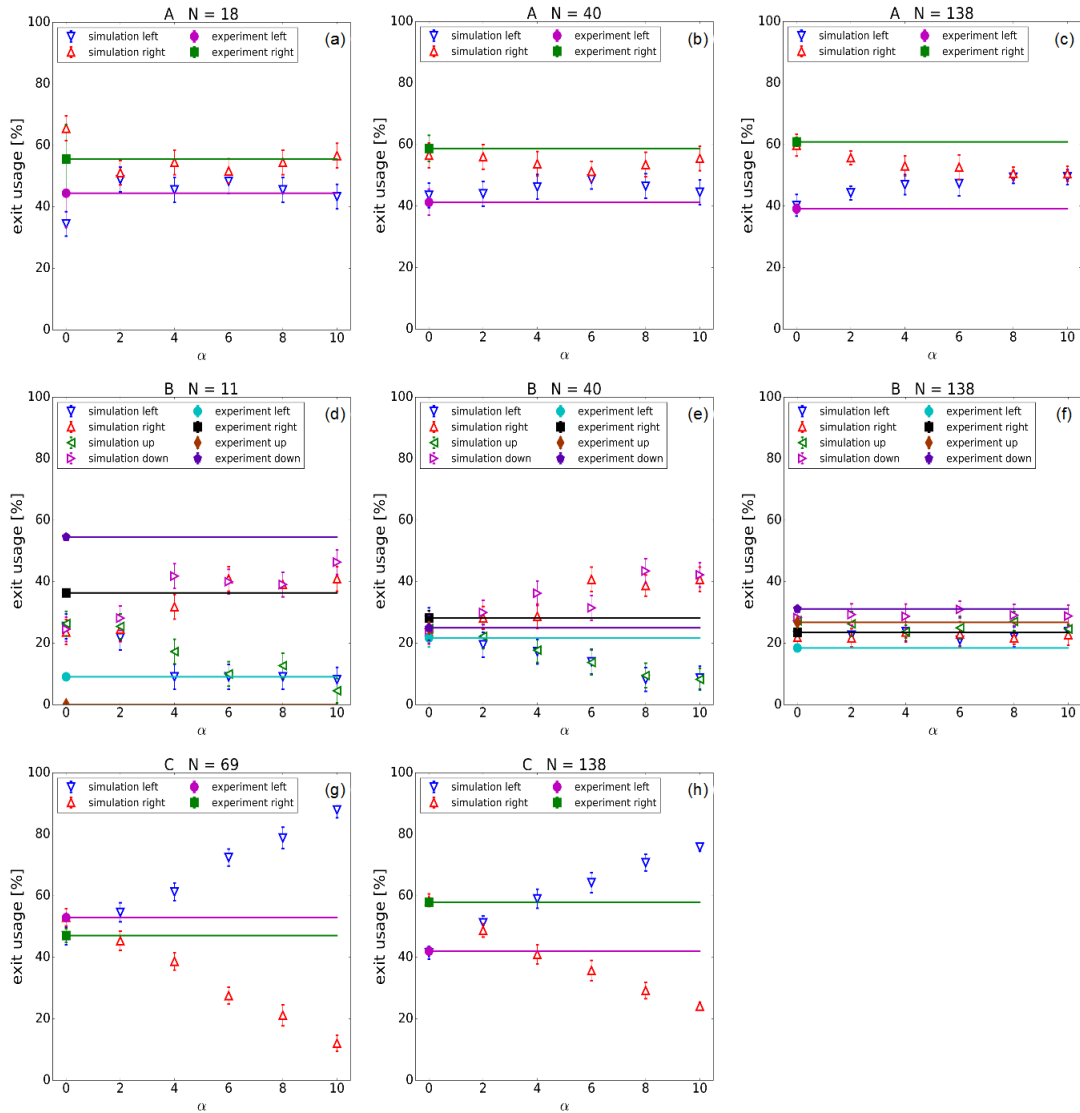 A N = 18
A N = 40
A N = 138
simulation left experiment left (a)
simulation right experiment right
simulation left experiment left (b)
simulation right experiment right
simulation left experiment left (c)
simulation right experiment right
exit usage [%]
100
80
60
40
20
0
0 2 4 6 8 10
α
exit usage [%]
100
80
60
40
20
0
0 2 4 6 8 10
α
exit usage [%]
100
80
60
40
20
0
0 2 4 6 8 10
α
B N = 11
B N = 40
B N = 138
simulation left experiment left (d)
simulation right experiment right
simulation up experiment up
simulation down experiment down
simulation left experiment left (e)
simulation right experiment right
simulation up experiment up
simulation down experiment down
simulation left experiment left (f)
simulation right experiment right
simulation up experiment up
simulation down experiment down
exit usage [%]
100
80
60
40
20
0
0 2 4 6 8 10
α
exit usage [%]
100
80
60
40
20
0
0 2 4 6 8 10
α
exit usage [%]
100
80
60
40
20
0
0 2 4 6 8 10
α
C N = 69
C N = 138
simulation left experiment left (g)
simulation right experiment right
simulation left experiment left (h)
simulation right experiment right
exit usage [%]
100
80
60
40
20
0
0 2 4 6 8 10
α
exit usage [%]
100
80
60
40
20
0
0 2 4 6 8 10
α